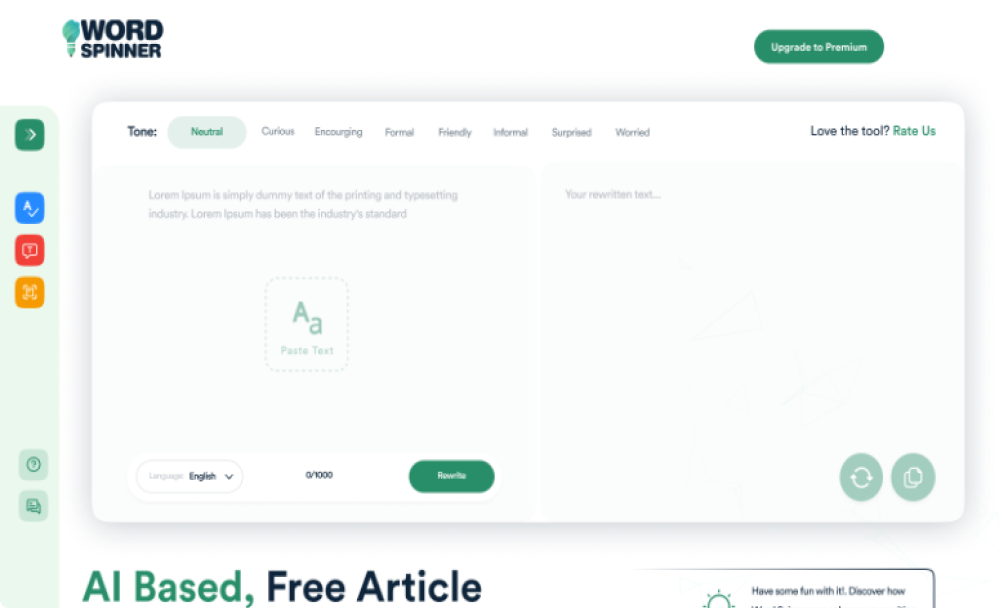 WORD
SPINNER
Upgrade to Premium
Tone: Neutral Curious Encourging Formal Friendly Informal Surprised Worried
Love the tool? Rate Us
Lorem Ipsum is simply dummy text of the printing and typesetting
industry. Lorem Ipsum has been the industry's standard
Your rewritten text...
Aa
Paste Text
Language: English
0/1000
Rewrite
AI Based, Free Article
Have some fun with it!. Discover how